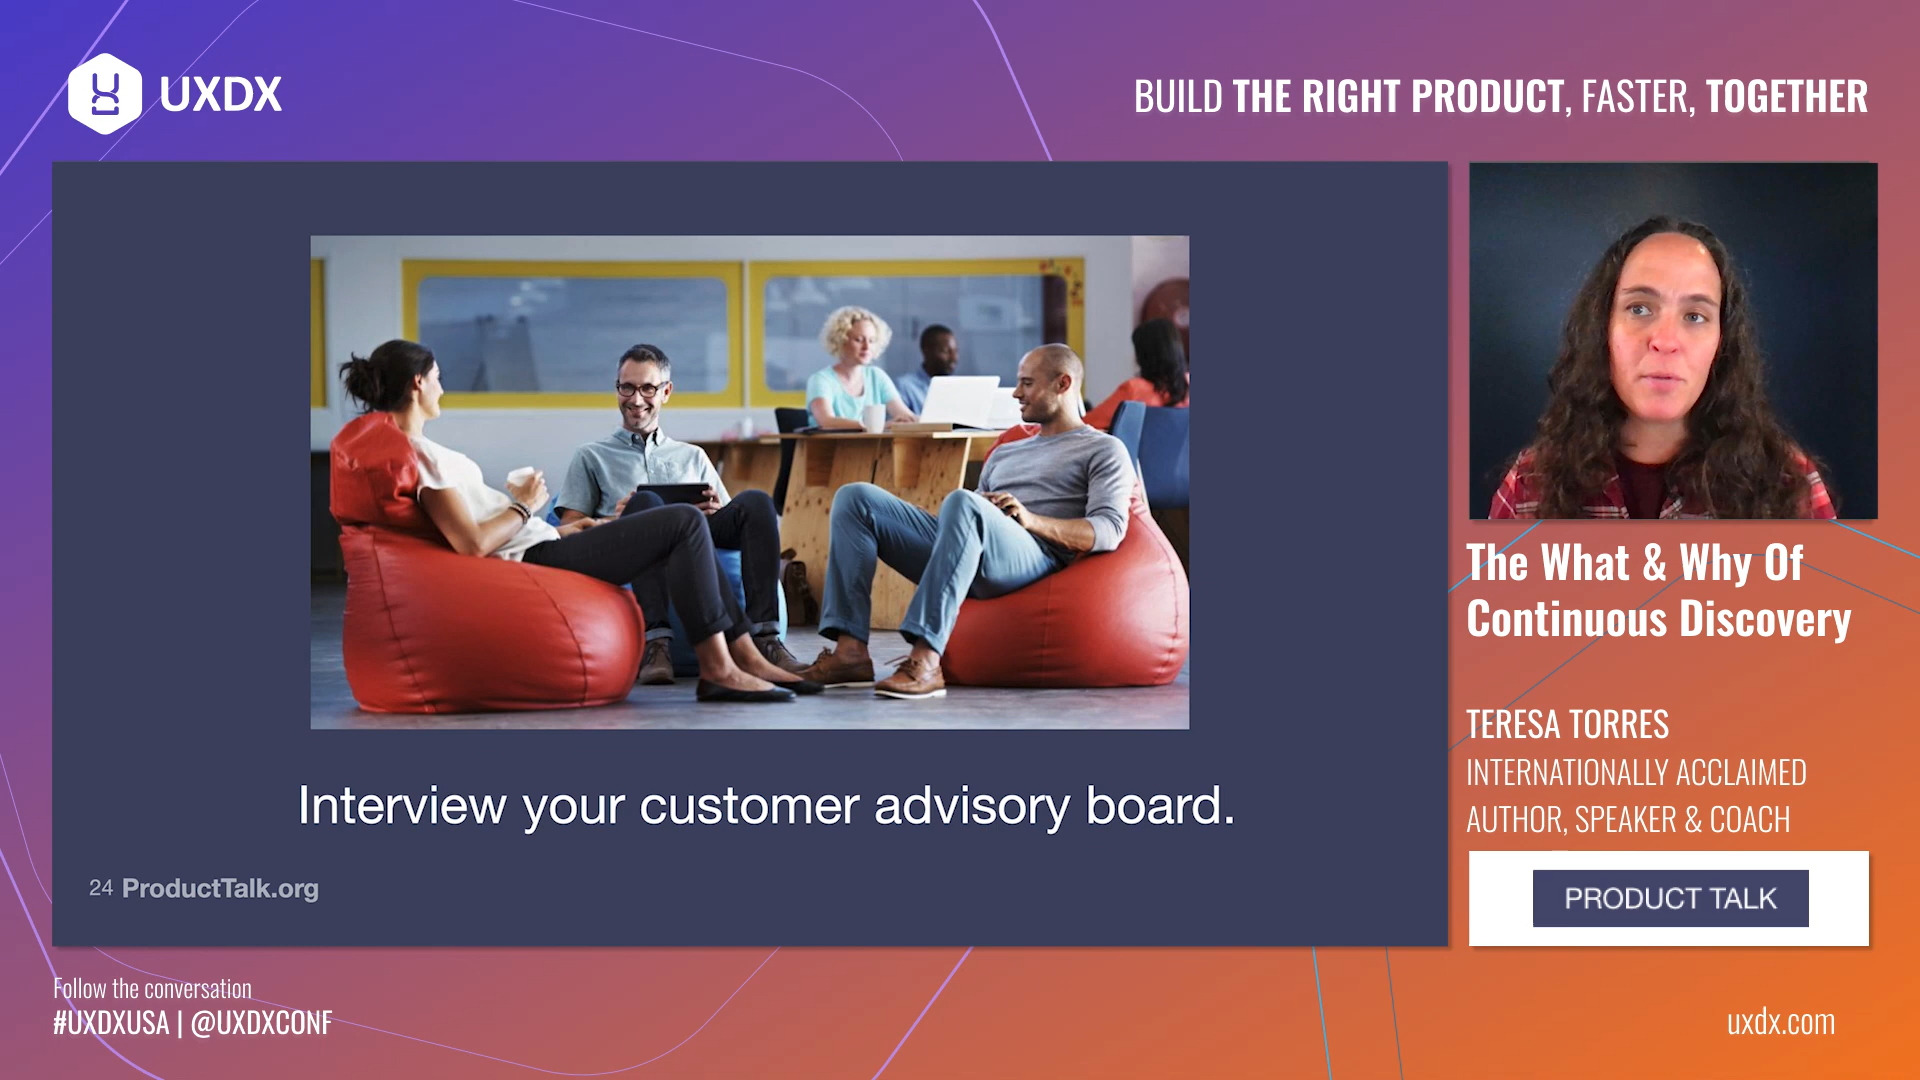 UXDX
BUILD THE RIGHT PRODUCT, FASTER, TOGETHER
Interview your customer advisory board.
24 ProductTalk.org
The What & Why Of
Continuous Discovery
TERESA TORRES
INTERNATIONALLY ACCLAIMED
AUTHOR, SPEAKER & COACH
PRODUCT TALK
Follow the conversation
#UXDXUSA | @UXDXCONF
uxdx.com